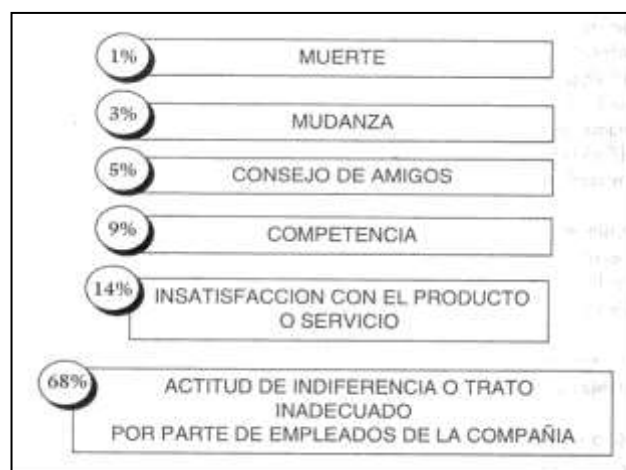 1%
MUERTE
3%
MUDANZA
5%
CONSEJO DE AMIGOS
9%
COMPETENCIA
14%
INSATISFACCION CON EL PRODUCTO
O SERVICIO
68%
ACTITUD DE INDIFERENCIA O TRATO
INADECUADO
POR PARTE DE EMPLEADOS DE LA COMPAÑIA